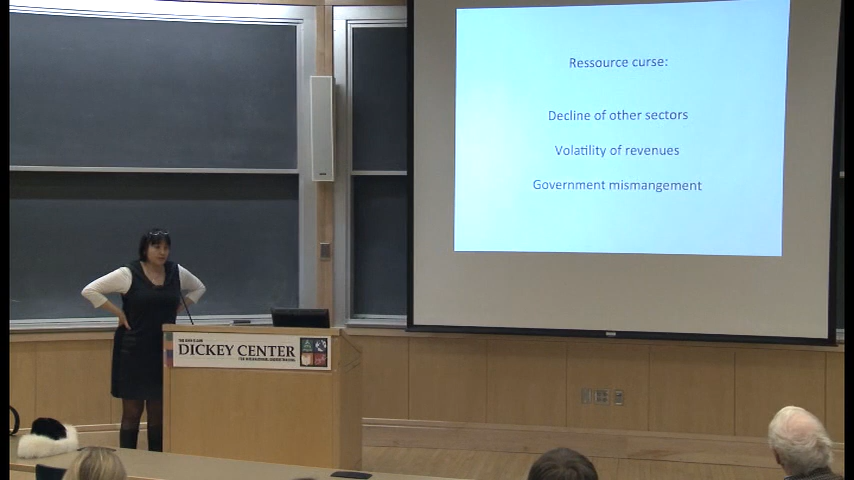 Ressource curse:
Decline of other sectors
Volatility of revenues
Government mismangement
DICKEY CENTER